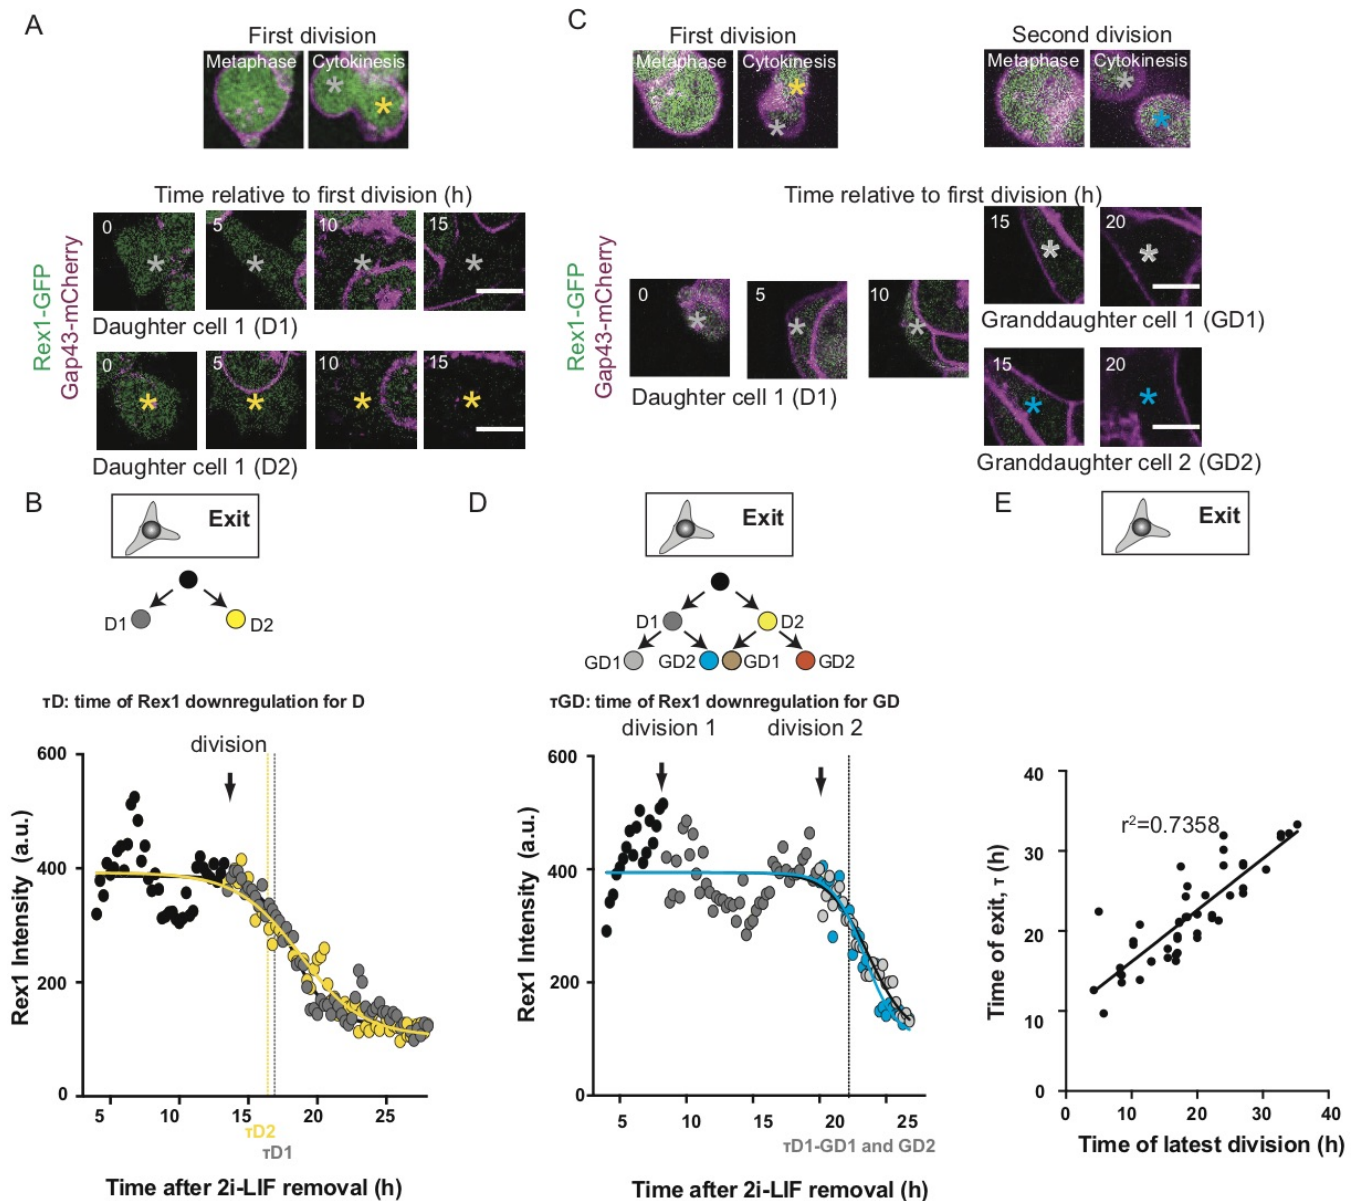 A
First division
Metaphase
Cytokinesis
Time relative to first division (h)
Rex1-GFP
Gap43-mCherry
0
5
10
15
Daughter cell 1 (D1)
0
5
10
15
Daughter cell 1 (D2)
C
First division
Metaphase
Cytokinesis
Second division
Metaphase
Cytokinesis
Time relative to first division (h)
Rex1-GFP
Gap43-mCherry
0
5
10
Daughter cell 1 (D1)
15
20
Granddaughter cell 1 (GD1)
15
20
Granddaughter cell 2 (GD2)
B
Exit
D1
D2
τD: time of Rex1 downregulation for D
division
Rex1 Intensity (a.u.)
600
400
200
0
5
10
15
20
τD2
τD1
Time after 2i-LIF removal (h)
D
Exit
D1
D2
GD1
GD2
GD1
GD2
τGD: time of Rex1 downregulation for GD
division 1
division 2
Rex1 Intensity (a.u.)
600
400
200
0
5
10
15
20
25
τD1-GD1 and GD2
Time after 2i-LIF removal (h)
E
Exit
r²=0.7358
Time of exit, τ (h)
40
30
20
10
0
0
10
20
30
40
Time of latest division (h)